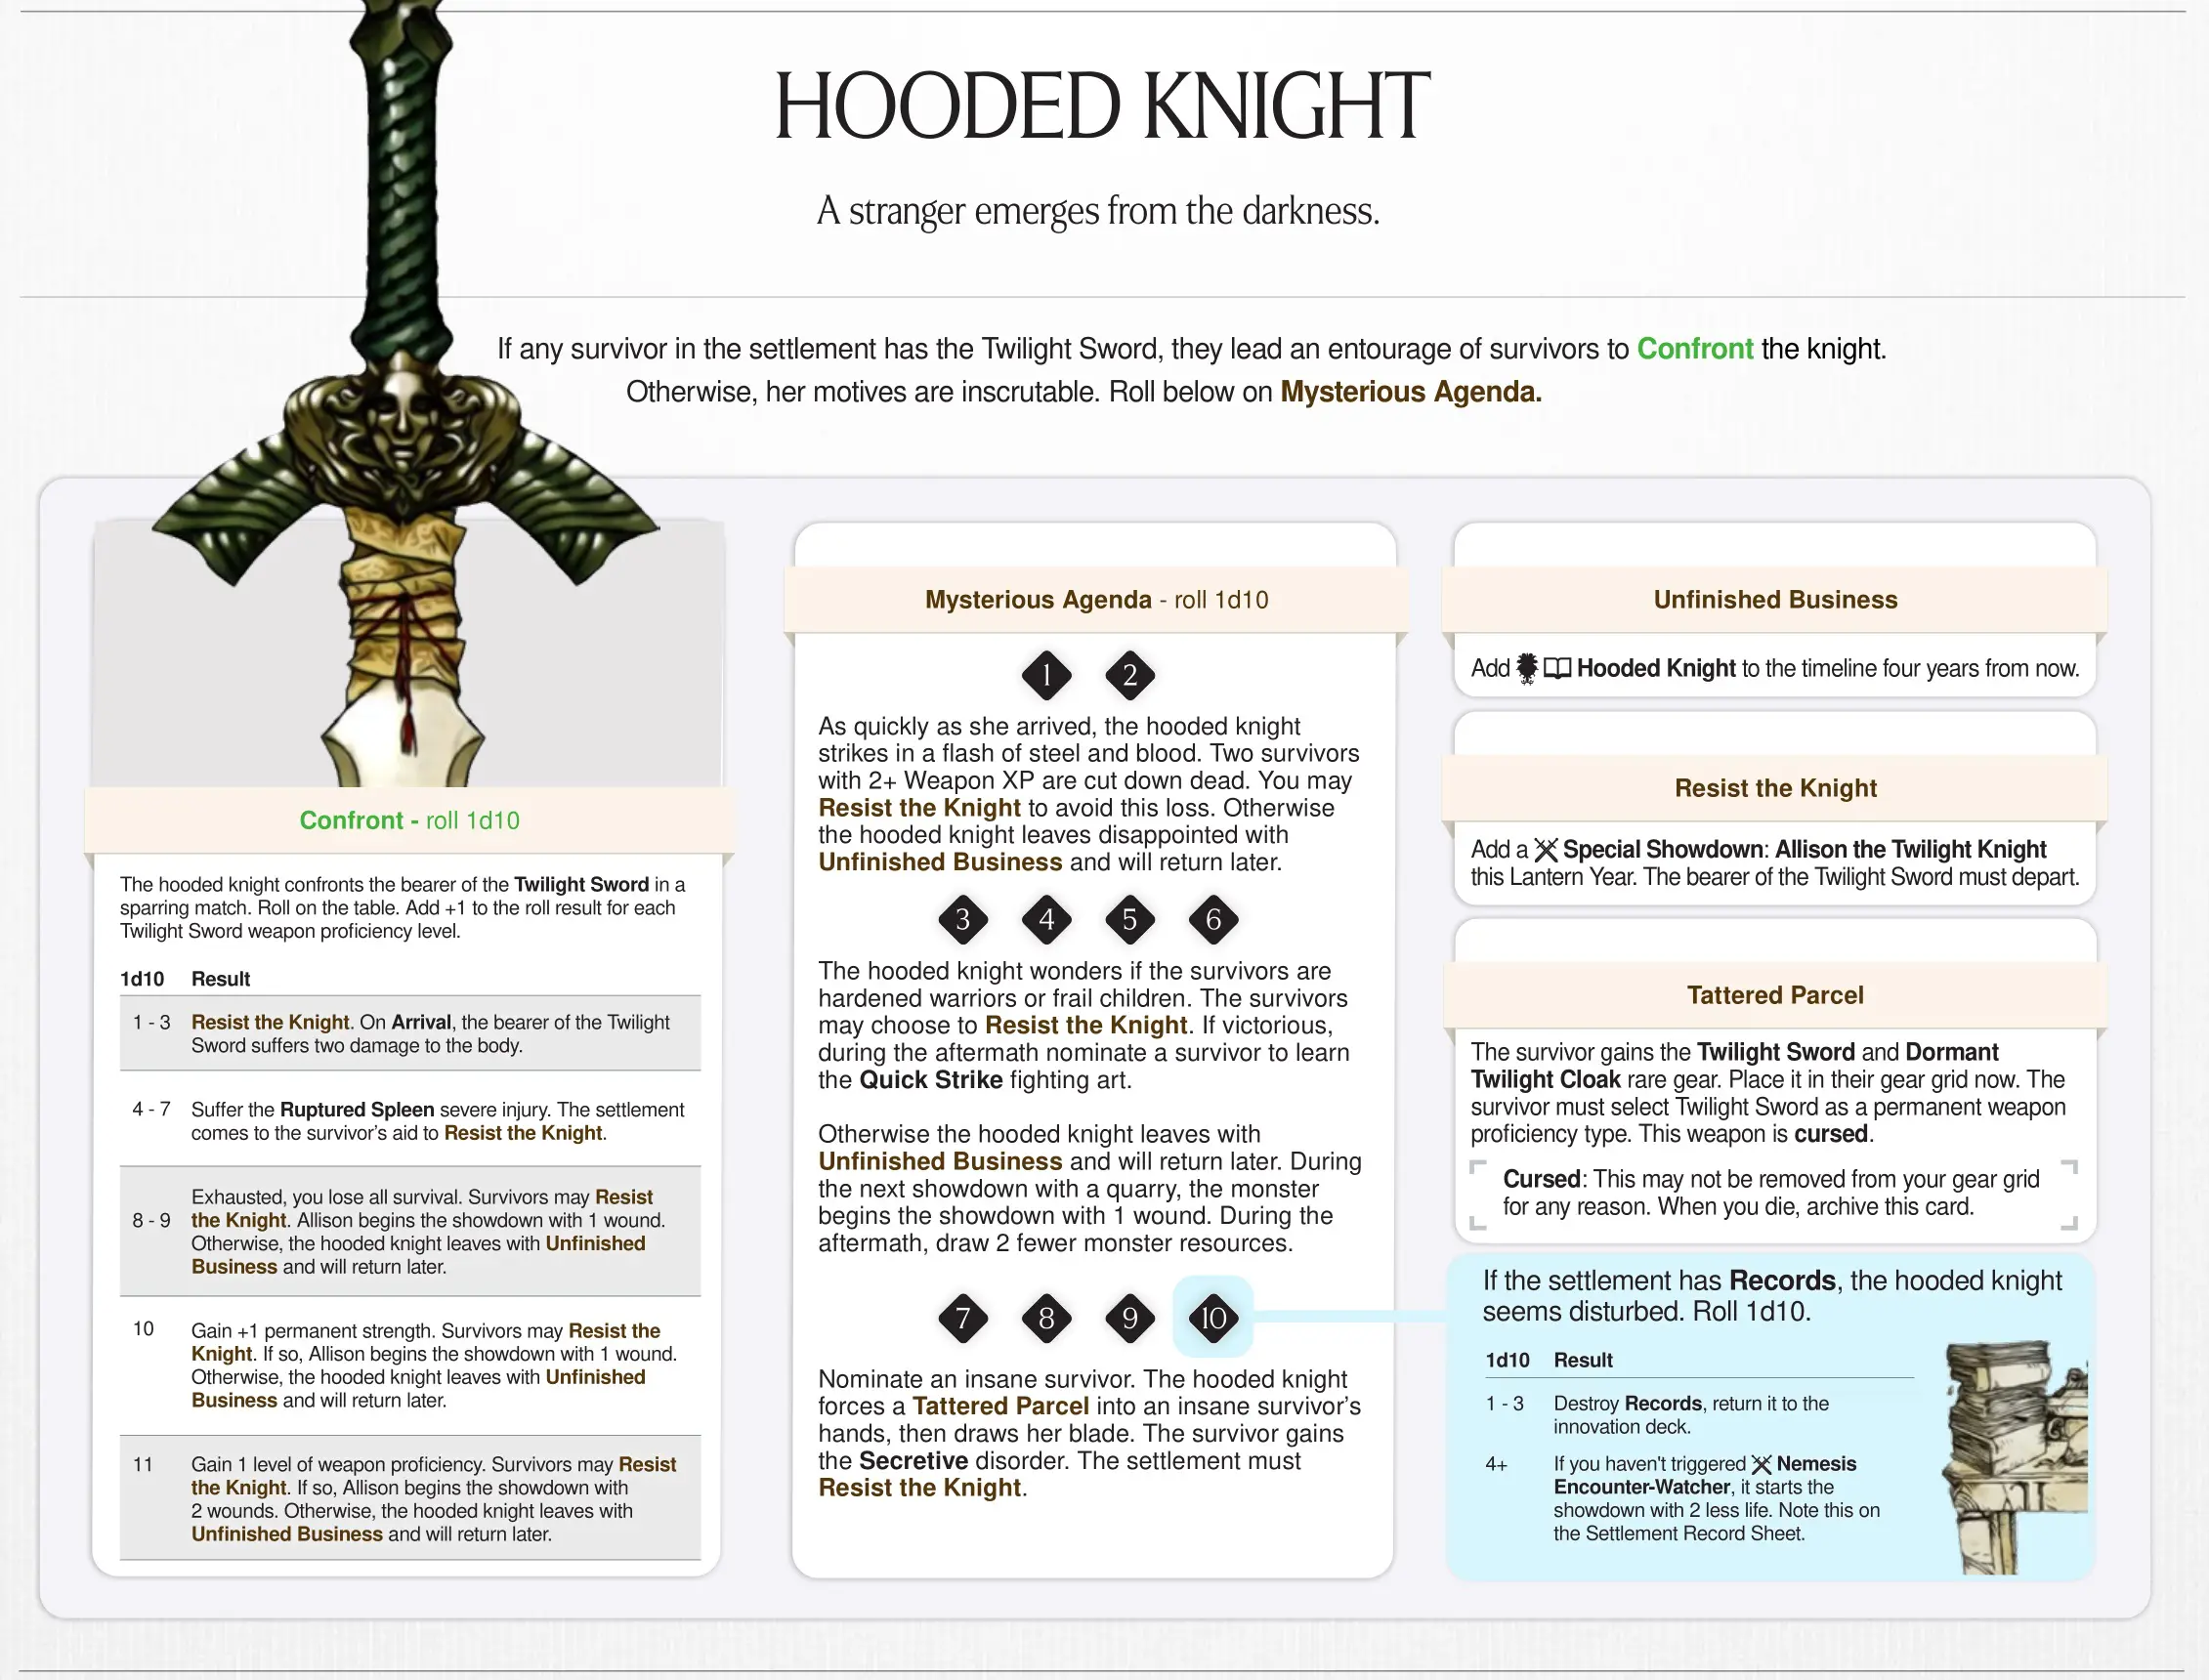 HOODED KNIGHT
A stranger emerges from the darkness.
If any survivor in the settlement has the Twilight Sword, they lead an entourage of survivors to Confront the knight.
Otherwise, her motives are inscrutable. Roll below on Mysterious Agenda.
Confront - roll 1d10
The hooded knight confronts the bearer of the Twilight Sword in a
sparring match. Roll on the table. Add +1 to the roll result for each
Twilight Sword weapon proficiency level.
1d10 Result
1 - 3 Resist the Knight. On Arrival, the bearer of the Twilight
Sword suffers two damage to the body.
4 - 7 Suffer the Ruptured Spleen severe injury. The settlement
comes to the survivor's aid to Resist the Knight.
Exhausted, you lose all survival. Survivors may Resist
8 - 9 the Knight. Allison begins the showdown with 1 wound.
Otherwise, the hooded knight leaves with Unfinished
Business and will return later.
10 Gain +1 permanent strength. Survivors may Resist the
Knight. If so, Allison begins the showdown with 1 wound.
Otherwise, the hooded knight leaves with Unfinished
Business and will return later.
11 Gain 1 level of weapon proficiency. Survivors may Resist
the Knight. If so, Allison begins the showdown with
2 wounds. Otherwise, the hooded knight leaves with
Unfinished Business and will return later.
Mysterious Agenda - roll 1d10
1 2
As quickly as she arrived, the hooded knight
strikes in a flash of steel and blood. Two survivors
with 2+ Weapon XP are cut down dead. You may
Resist the Knight to avoid this loss. Otherwise
the hooded knight leaves disappointed with
Unfinished Business and will return later.
3 4 5 6
The hooded knight wonders if the survivors are
hardened warriors or frail children. The survivors
may choose to Resist the Knight. If victorious,
during the aftermath nominate a survivor to learn
the Quick Strike fighting art.
Otherwise the hooded knight leaves with
Unfinished Business and will return later. During
the next showdown with a quarry, the monster
begins the showdown with 1 wound. During the
aftermath, draw 2 fewer monster resources.
7 8 9 10
Nominate an insane survivor. The hooded knight
forces a Tattered Parcel into an insane survivor's
hands, then draws her blade. The survivor gains
the Secretive disorder. The settlement must
Resist the Knight.
Unfinished Business
Add Hooded Knight to the timeline four years from now.
Resist the Knight
Add a Special Showdown: Allison the Twilight Knight
this Lantern Year. The bearer of the Twilight Sword must depart.
Tattered Parcel
The survivor gains the Twilight Sword and Dormant
Twilight Cloak rare gear. Place it in their gear grid now. The
survivor must select Twilight Sword as a permanent weapon
proficiency type. This weapon is cursed.
Cursed: This may not be removed from your gear grid
for any reason. When you die, archive this card.
If the settlement has Records, the hooded knight
seems disturbed. Roll 1d10.
1d10 Result
1 - 3 Destroy Records, return it to the
innovation deck.
4+ If you haven't triggered Nemesis
Encounter-Watcher, it starts the
showdown with 2 less life. Note this on
the Settlement Record Sheet.